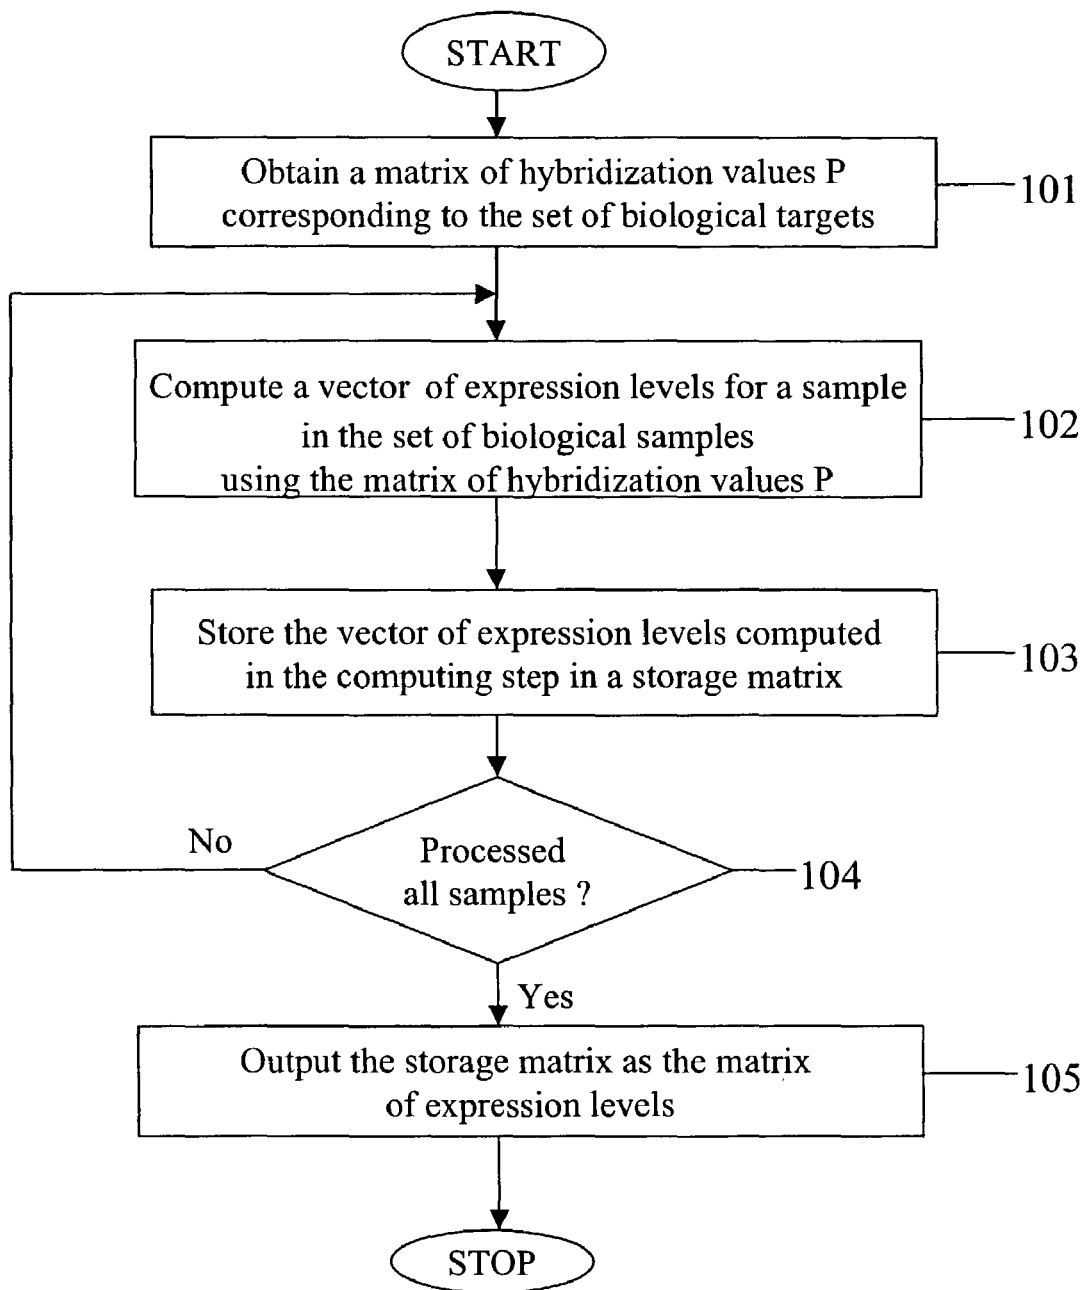 START
Obtain a matrix of hybridization values P
corresponding to the set of biological targets
101
Compute a vector of expression levels for a sample
in the set of biological samples
using the matrix of hybridization values P
102
Store the vector of expression levels computed
in the computing step in a storage matrix
103
No
Processed
all samples ?
104
Yes
Output the storage matrix as the matrix
of expression levels
105
STOP